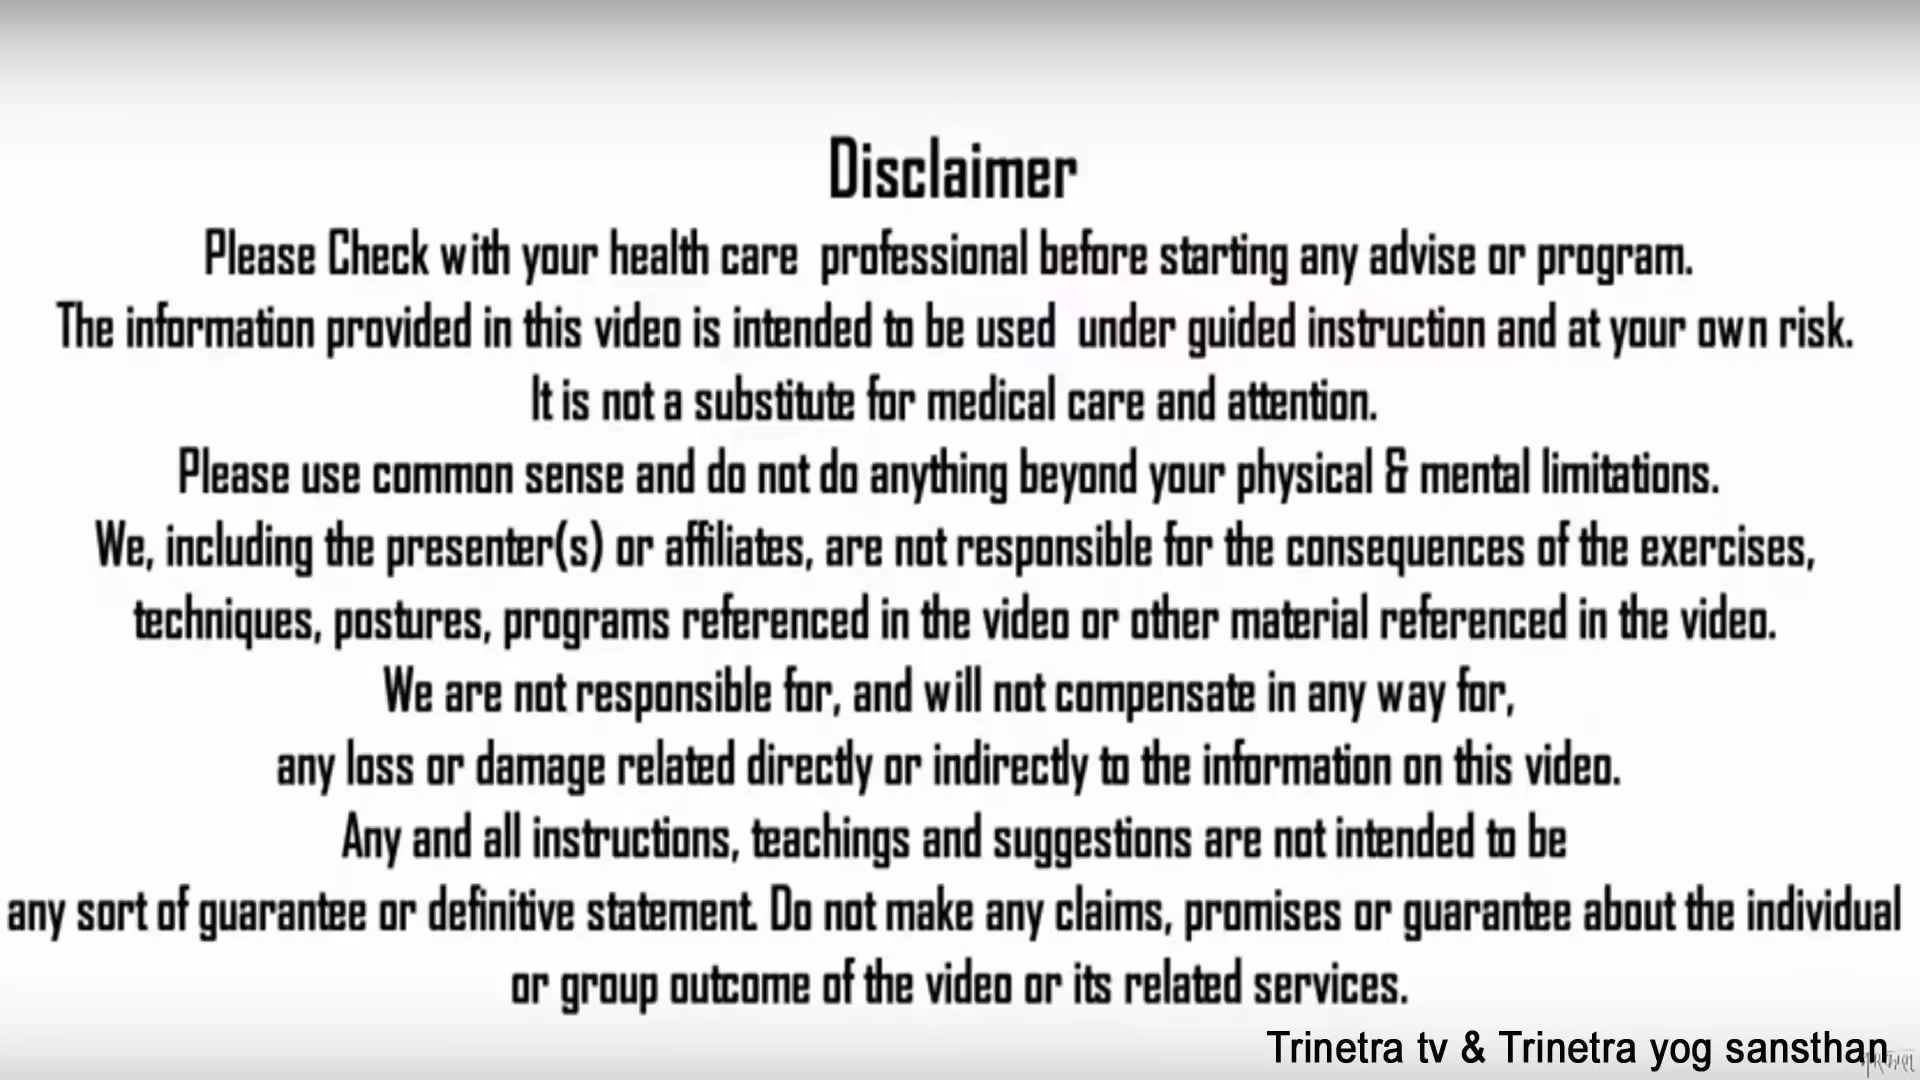 Disclaimer
Please Check with your health care professional before starting any advise or program.
The information provided in this video is intended to be used under guided instruction and at your own risk.
It is not a substitute for medical care and attention.
Please use common sense and do not do anything beyond your physical & mental limitations.
We, including the presenter(s) or affiliates, are not responsible for the consequences of the exercises,
techniques, postures, programs referenced in the video or other material referenced in the video.
We are not responsible for, and will not compensate in any way for,
any loss or damage related directly or indirectly to the information on this video.
Any and all instructions, teachings and suggestions are not intended to be
any sort of guarantee or definitive statement. Do not make any claims, promises or guarantee about the individual
or group outcome of the video or its related services.
Trinetra tv & Trinetra yog sansthan